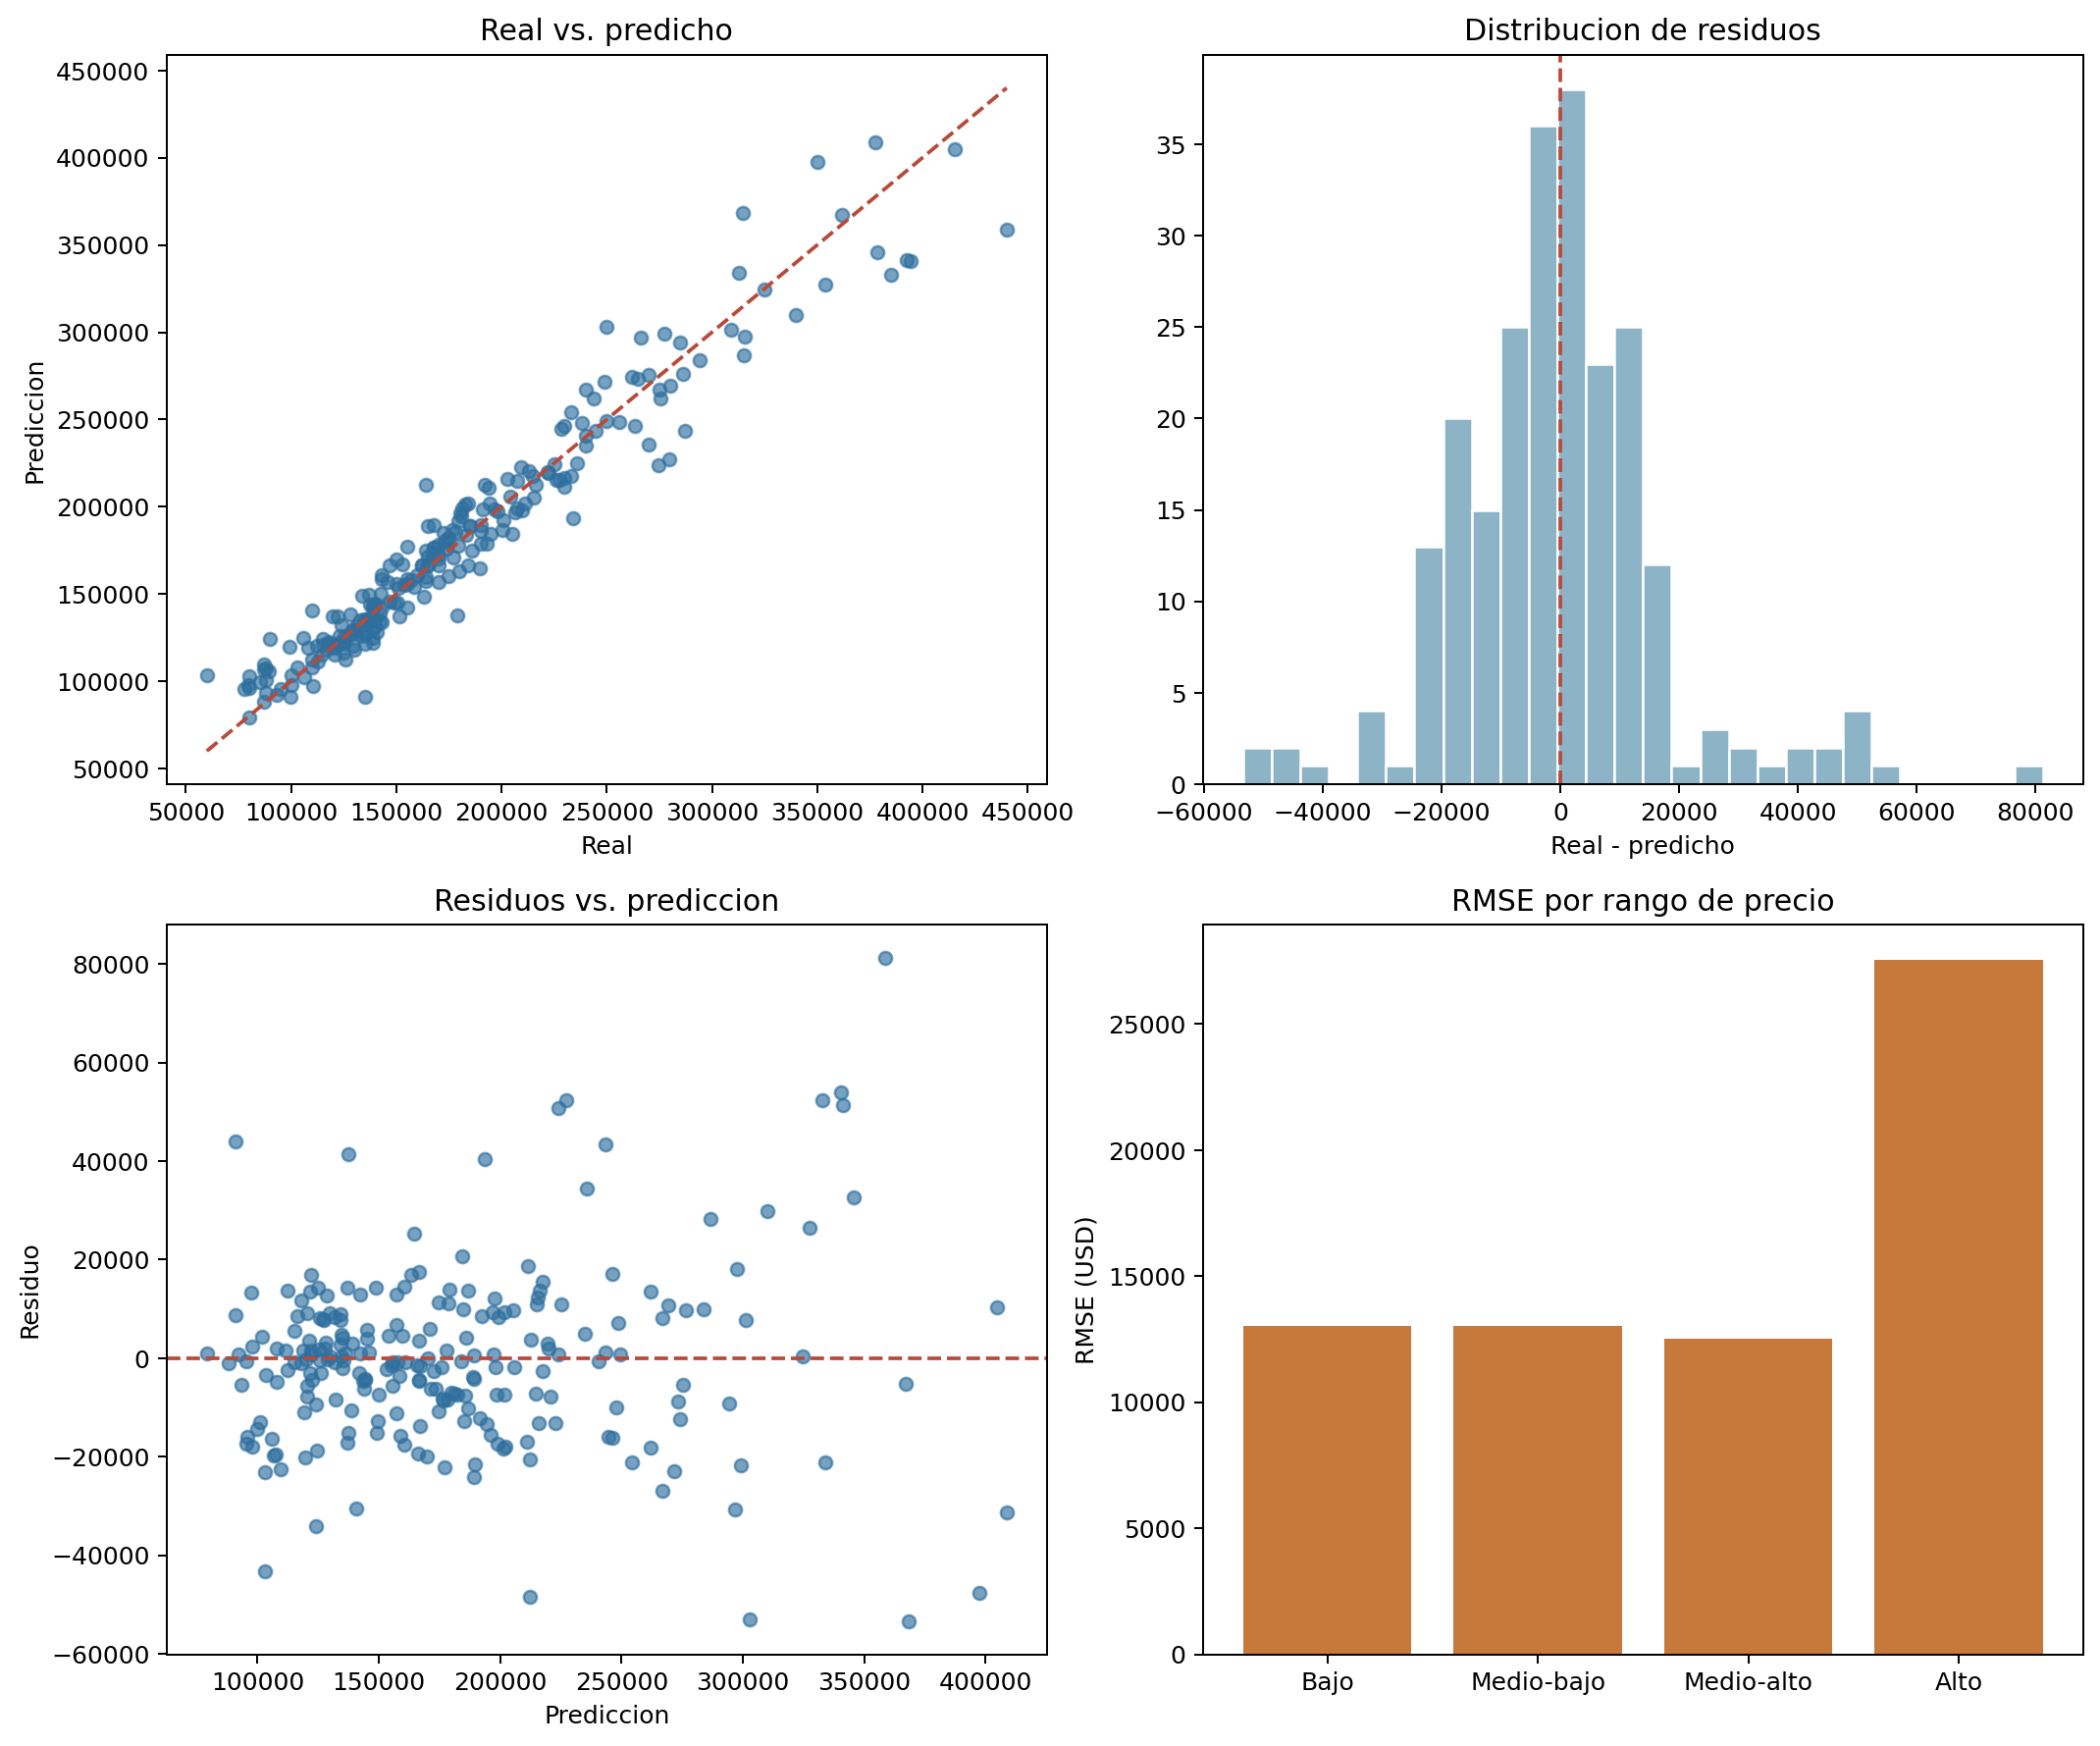 Real vs. predicho
450000
400000
350000
300000
250000
200000
150000
100000
50000
Prediccion
50000 100000 150000 200000 250000 300000 350000 400000 450000
Real
Distribucion de residuos
35
30
25
20
15
10
5
0
−60000 −40000 −20000 0 20000 40000 60000 80000
Real - predicho
Residuos vs. prediccion
80000
60000
40000
20000
0
−20000
−40000
−60000
Residuo
100000 150000 200000 250000 300000 350000 400000
Prediccion
RMSE por rango de precio
25000
20000
15000
10000
5000
0
RMSE (USD)
Bajo Medio-bajo Medio-alto Alto